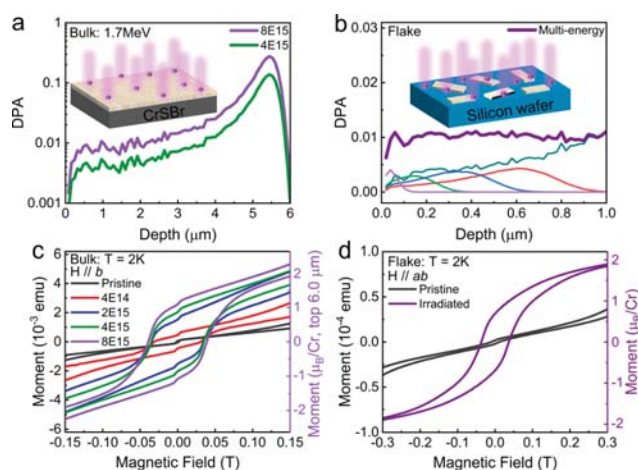 a
Bulk: 1.7MeV
8E15
4E15
CrSBr
DPA
1
0.1
0.01
0.001
0 1 2 3 4 5 6
Depth (μm)
b
Flake
Multi-energy
Silicon wafer
DPA
0.03
0.02
0.01
0.00
0.0 0.2 0.4 0.6 0.8 1.0
Depth (μm)
c
Bulk: T = 2K
H // b
Pristine
4E14
2E15
4E15
8E15
Moment (10⁻³ emu)
6
4
2
0
-2
-4
-6
Moment (μB/Cr, top 6.0 μm)
2
1
0
-1
-2
-0.15 -0.10 -0.05 0.00 0.05 0.10 0.15
Magnetic Field (T)
d
Flake: T = 2K
H // ab
Pristine
Irradiated
Moment (10⁻⁴ emu)
1.0
0.5
0.0
-0.5
-1.0
Moment (μB/Cr)
2
1
0
-1
-2
-0.3 -0.2 -0.1 0.0 0.1 0.2 0.3
Magnetic Field (T)